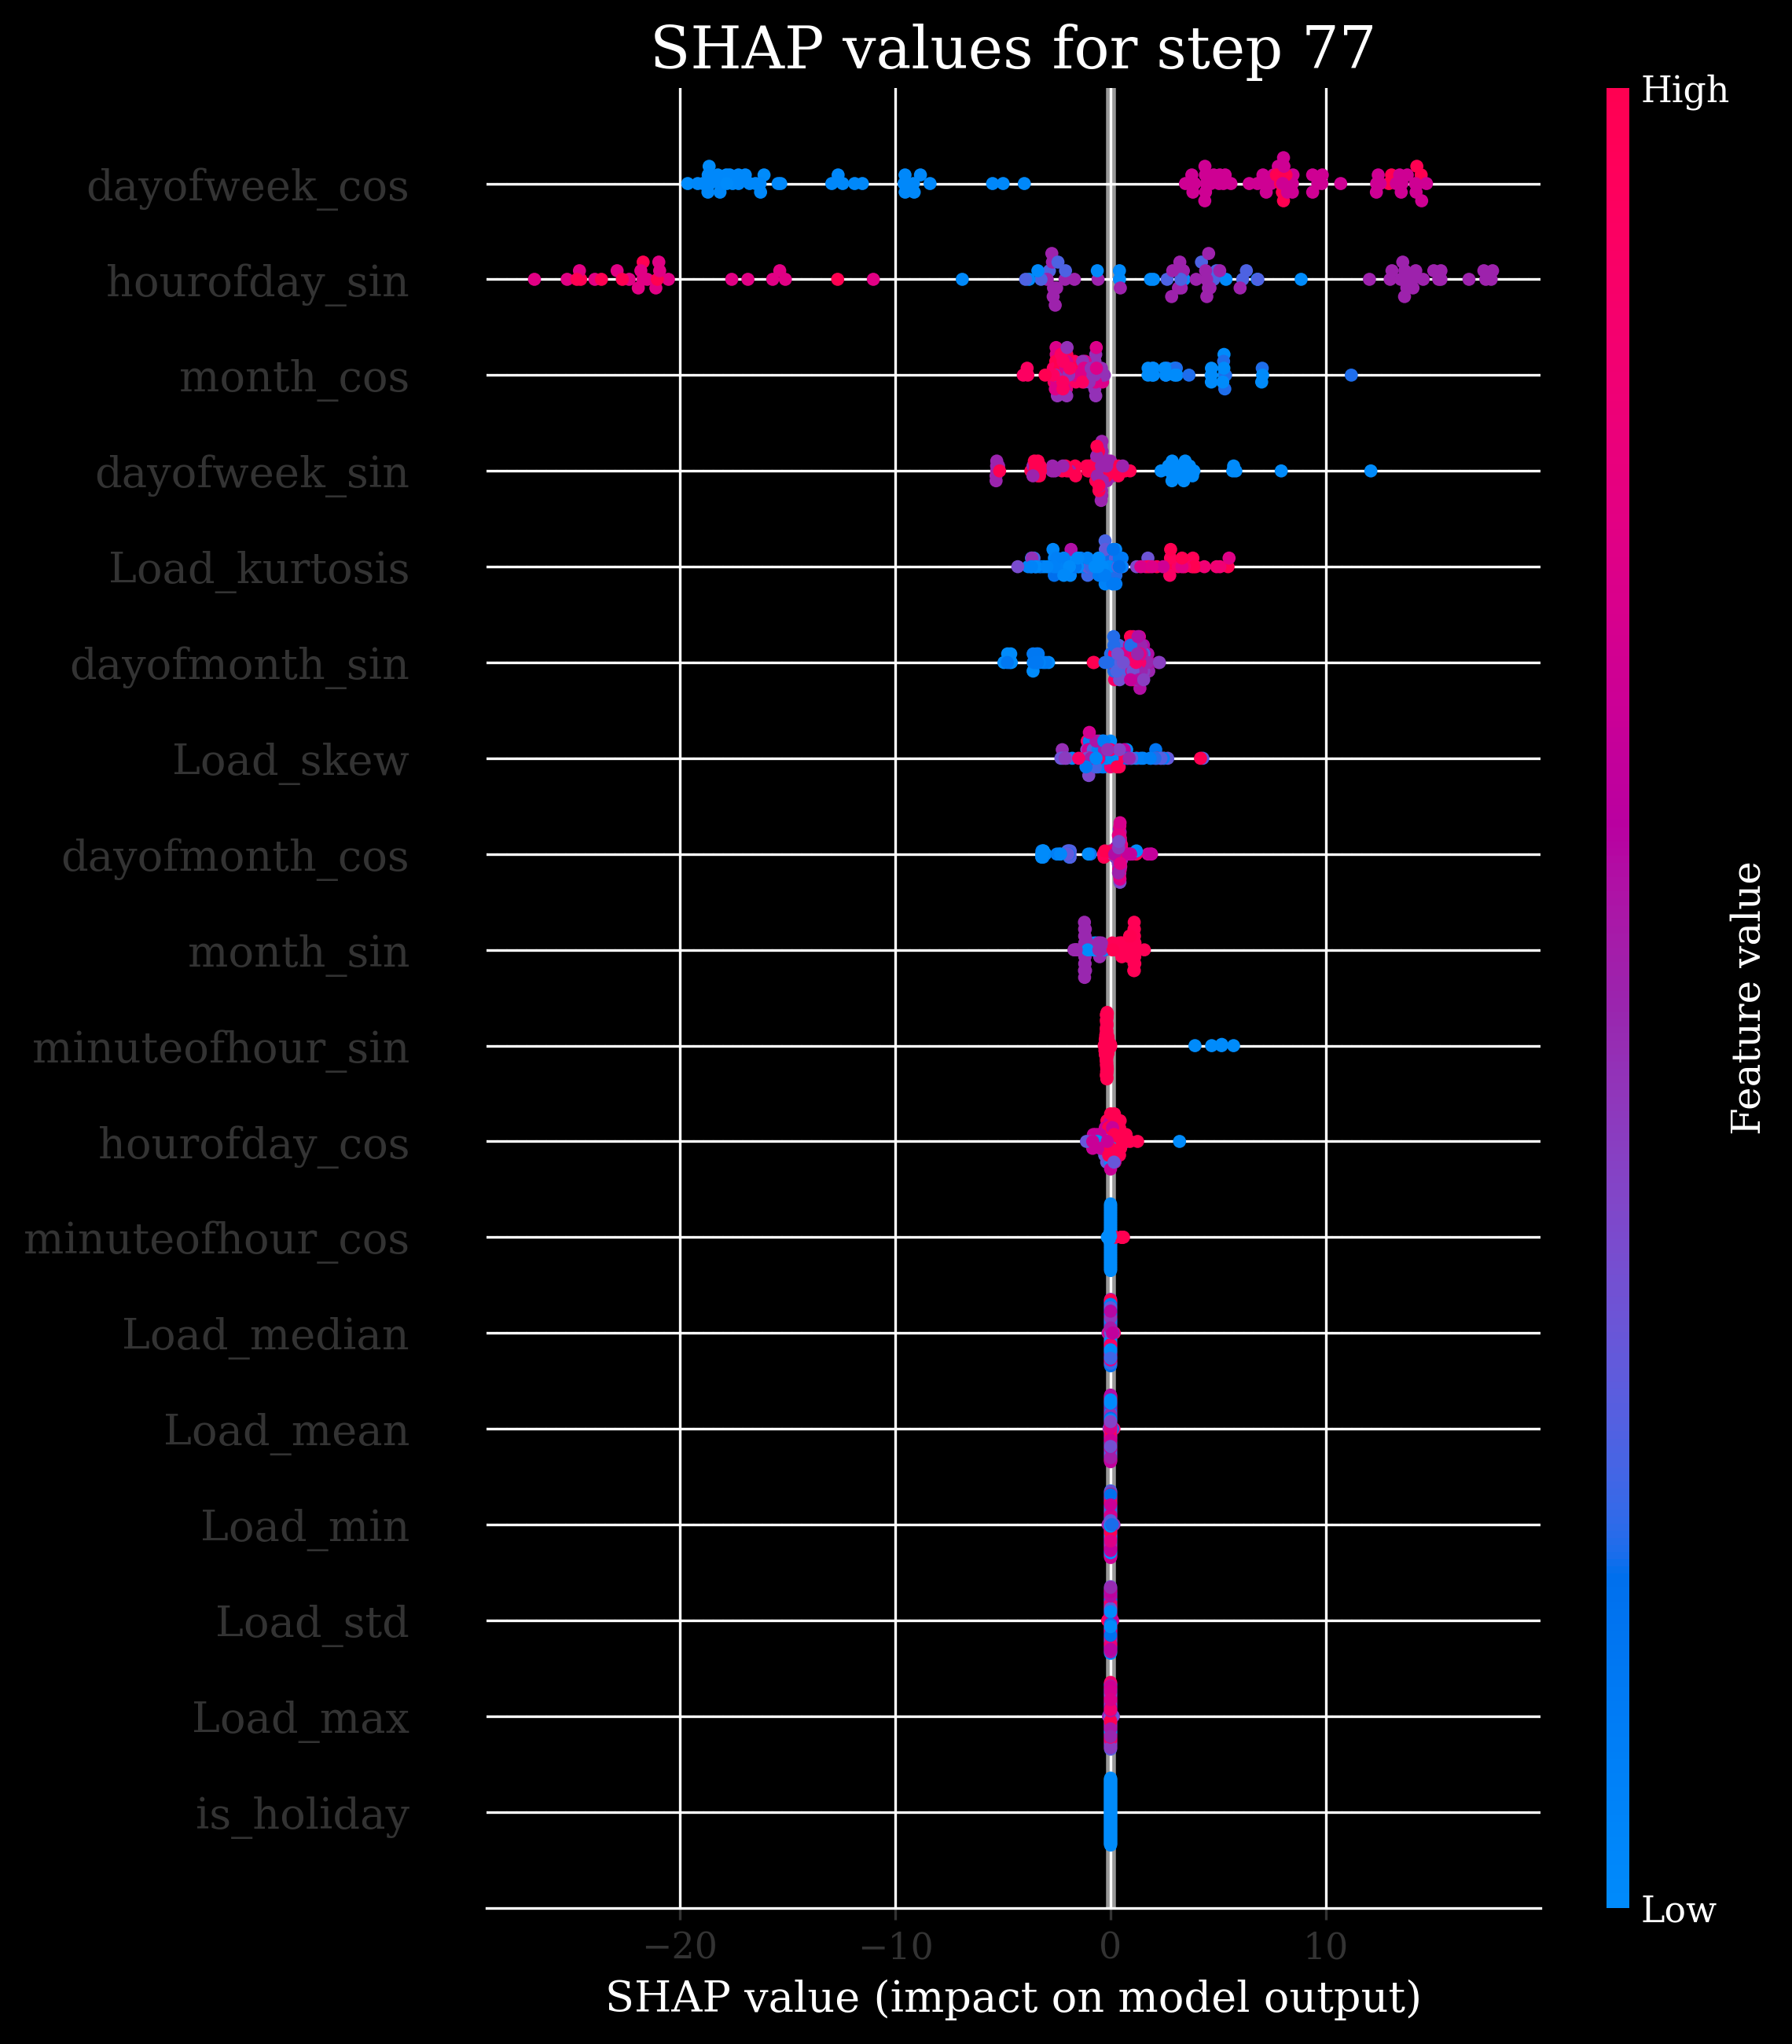 SHAP values for step 77
High
dayofweek_cos
hourofday_sin
month_cos
dayofweek_sin
Load_kurtosis
dayofmonth_sin
Load_skew
dayofmonth_cos
month_sin
minuteofhour_sin
hourofday_cos
minuteofhour_cos
Load_median
Load_mean
Load_min
Load_std
Load_max
is_holiday
Feature value
Low
−20
−10
0
10
SHAP value (impact on model output)